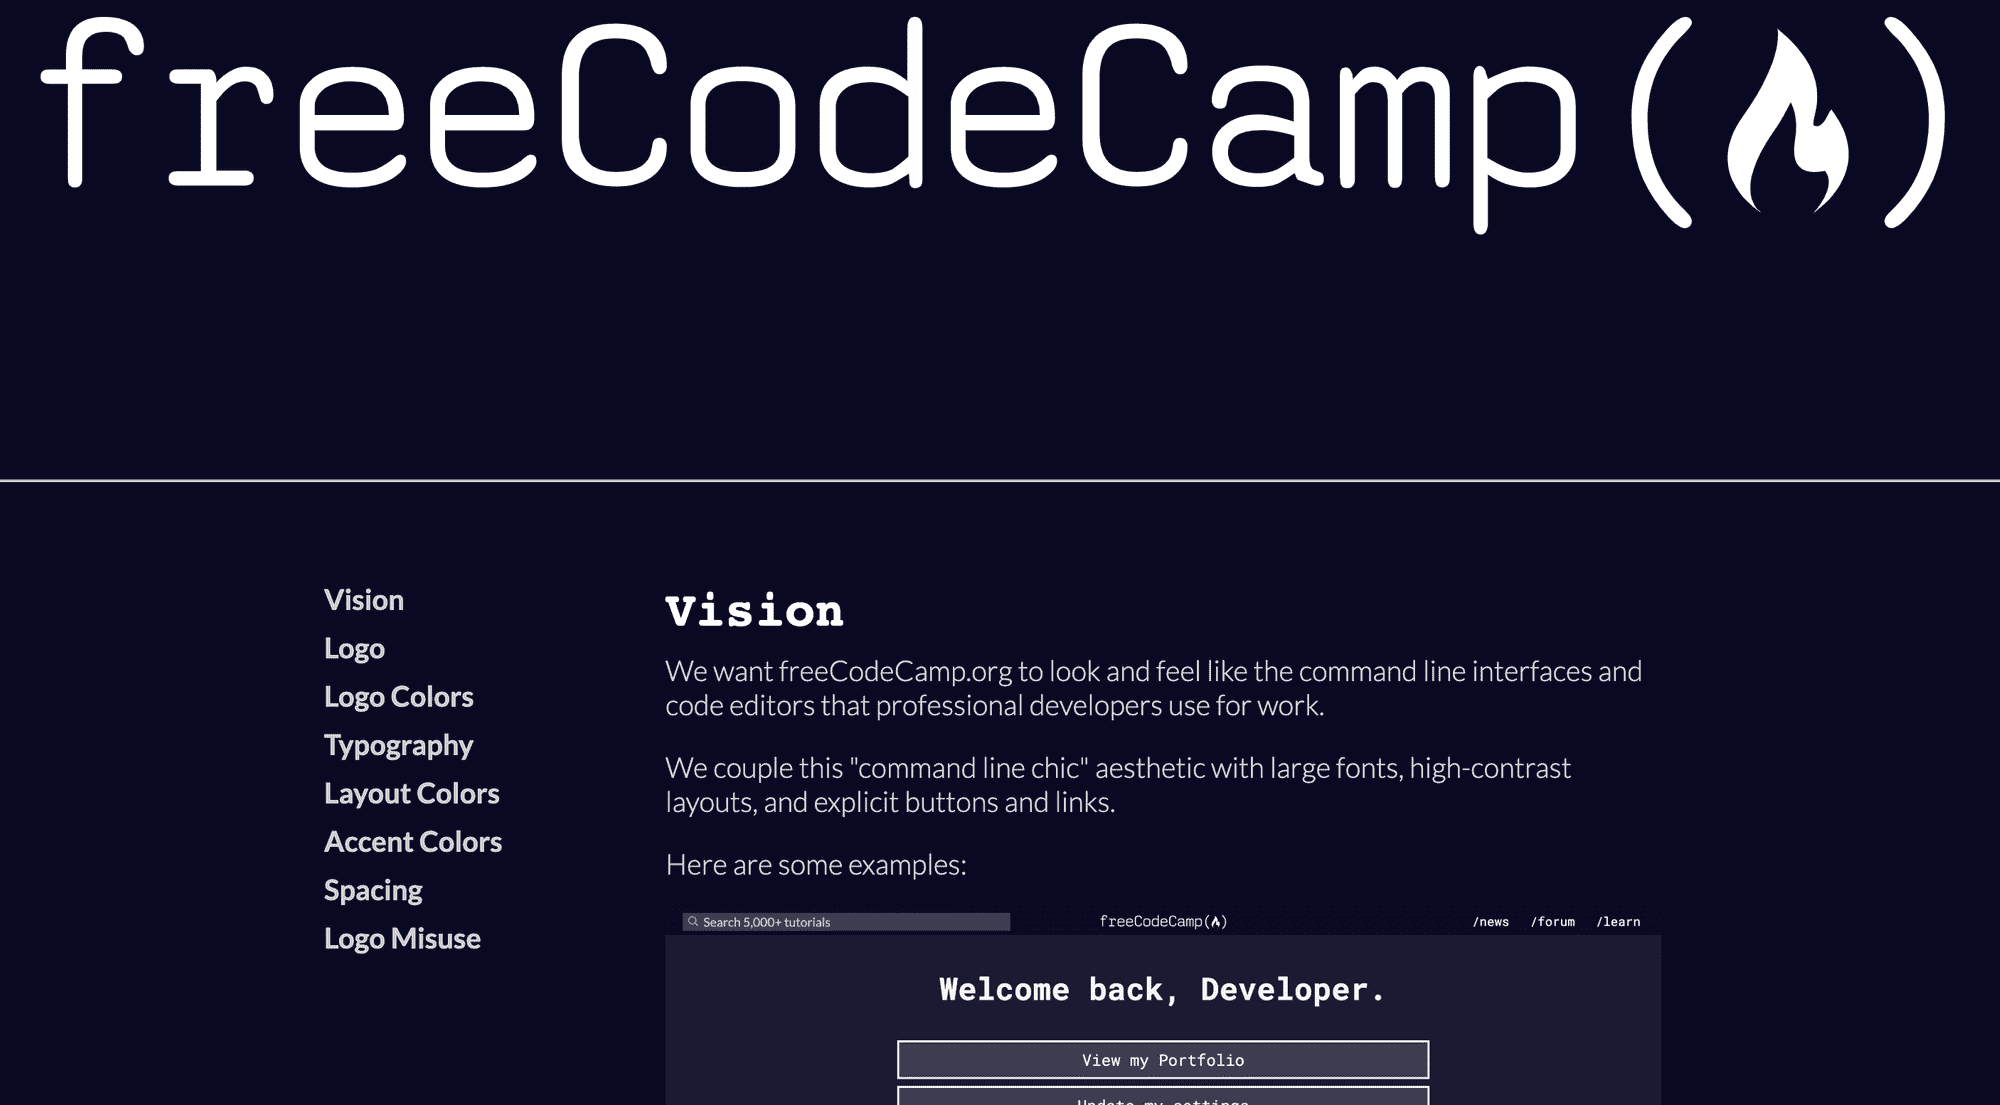 freeCodeCamp(🔥)
Vision
Logo
Logo Colors
Typography
Layout Colors
Accent Colors
Spacing
Logo Misuse
Vision
We want freeCodeCamp.org to look and feel like the command line interfaces and
code editors that professional developers use for work.
We couple this "command line chic" aesthetic with large fonts, high-contrast
layouts, and explicit buttons and links.
Here are some examples:
Search 5,000+ tutorials
freeCodeCamp(🔥)
/news /forum /learn
Welcome back, Developer.
View my Portfolio
Update my settings